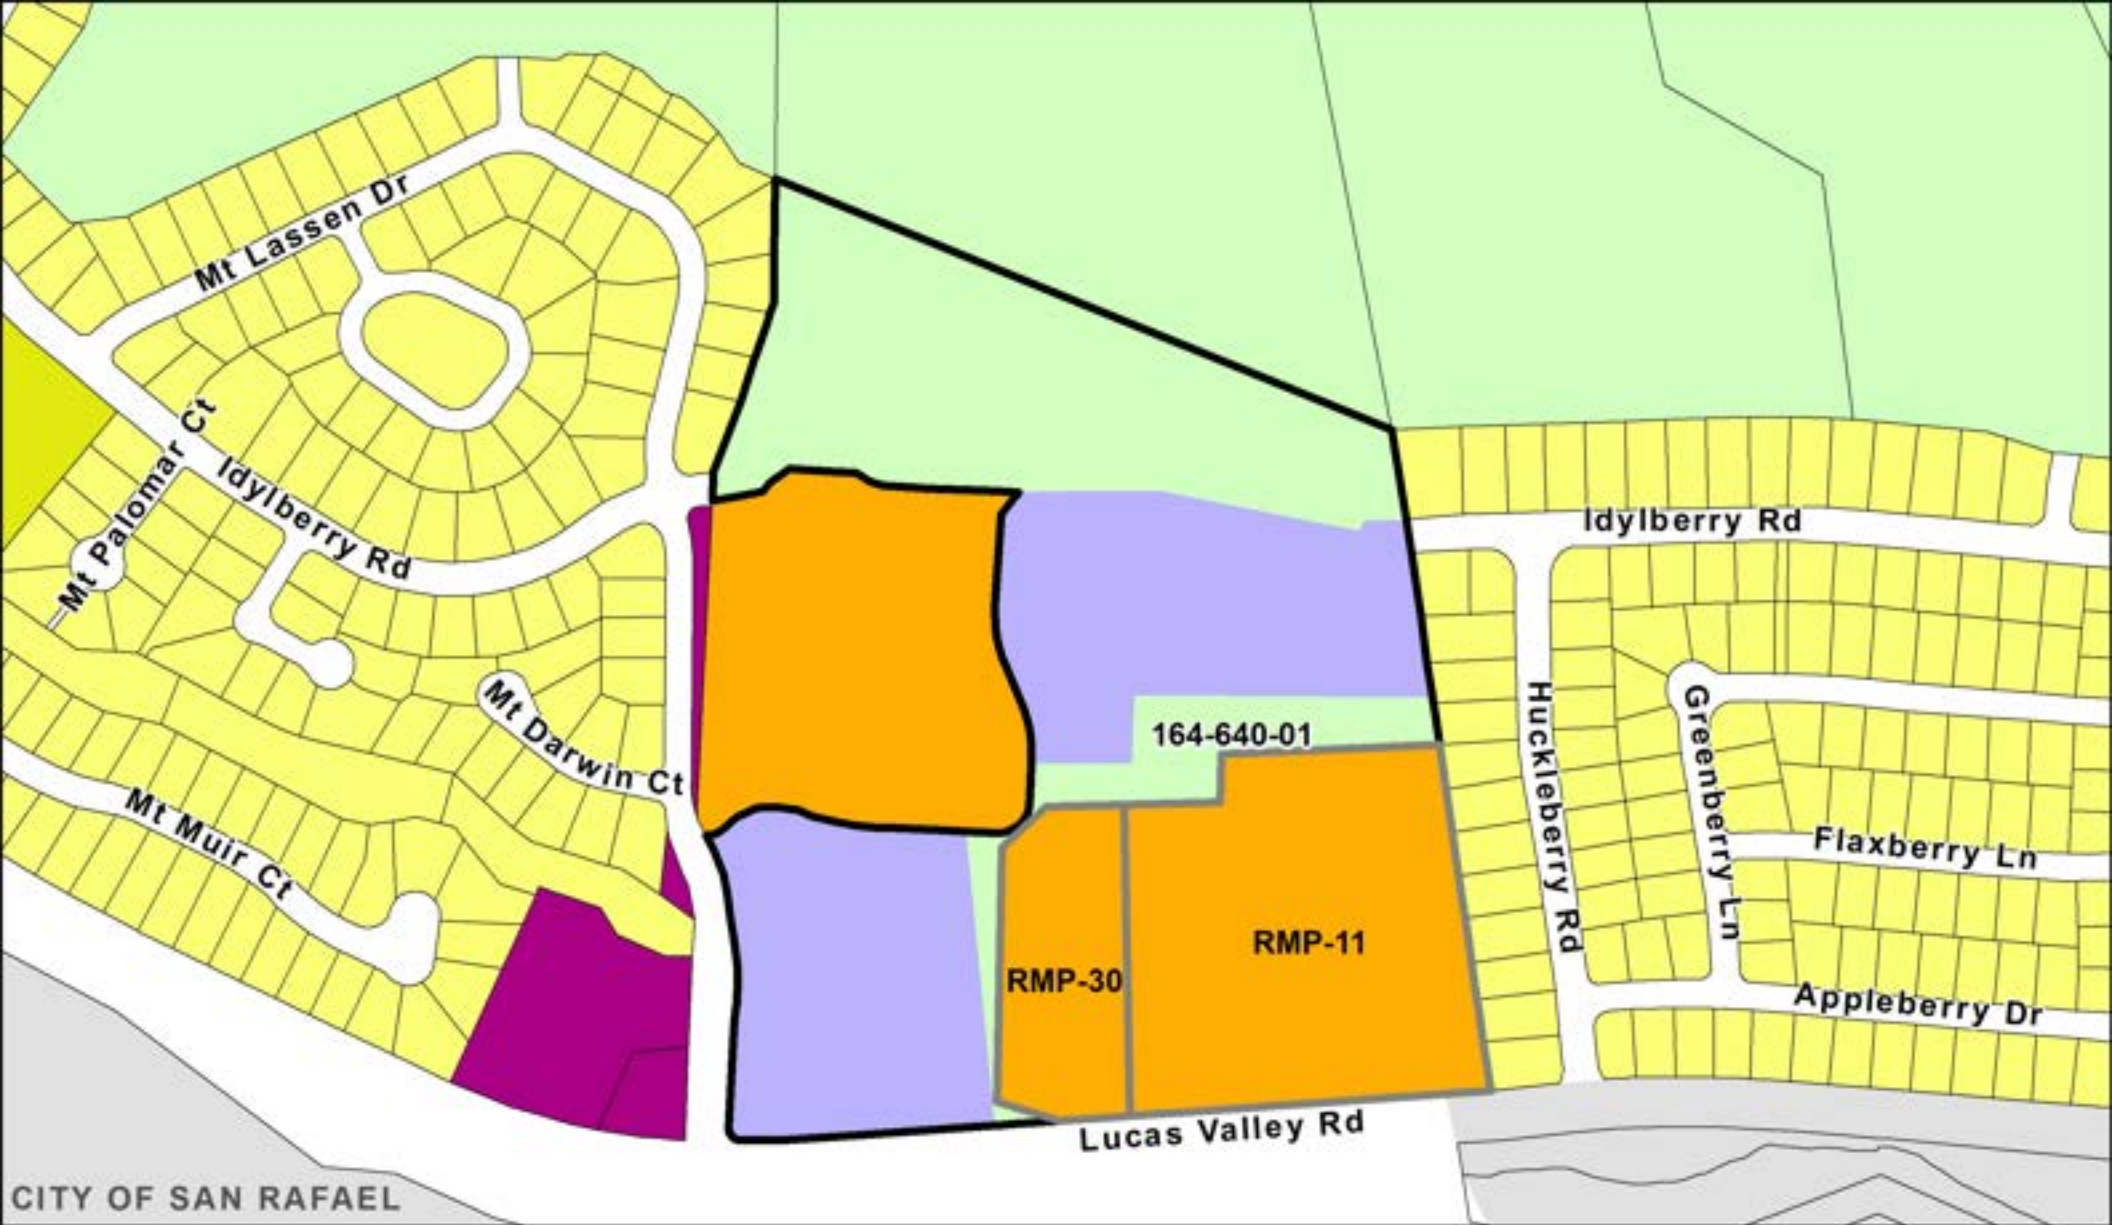 Mt Lassen Dr
Mt Palomar Ct
Idylberry Rd
Idylberry Rd
Mt Darwin Ct
Mt Muir Ct
164-640-01
RMP-30
RMP-11
Huckleberry Rd
Greenberry Ln
Flaxberry Ln
Appleberry Dr
Lucas Valley Rd
CITY OF SAN RAFAEL